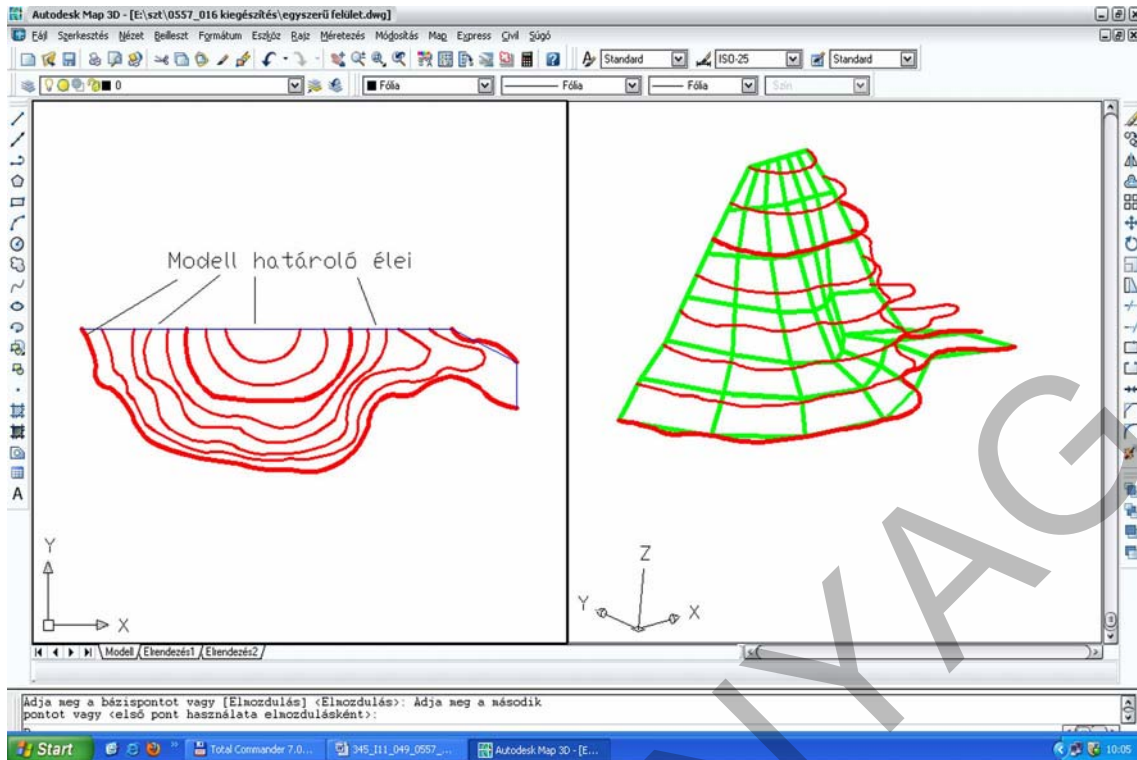 Autodesk Map 3D - [E:\szt\0557_016 kiegészítés\egyszerű felület.dwg]
Fájl Szerkesztés Nézet Beilleszt Formátum Eszköz Rajz Méretezés Módosítás Map Express Civil Súgó
Standard ISO-25 Standard
0 Fólia Fólia Fólia Szín
Modell határoló élei
Y
X
Z
Y X
A
Modell Elrendezés1 Elrendezés2
Adja meg a bázispontot vagy [Elmozdulás] <Elmozdulás>: Adja meg a második
pontot vagy <első pont használata elmozdulásként>:
Start Total Commander 7.0... 345_I11_049_0557_... Autodesk Map 3D - [E... 10:05
ANYAG